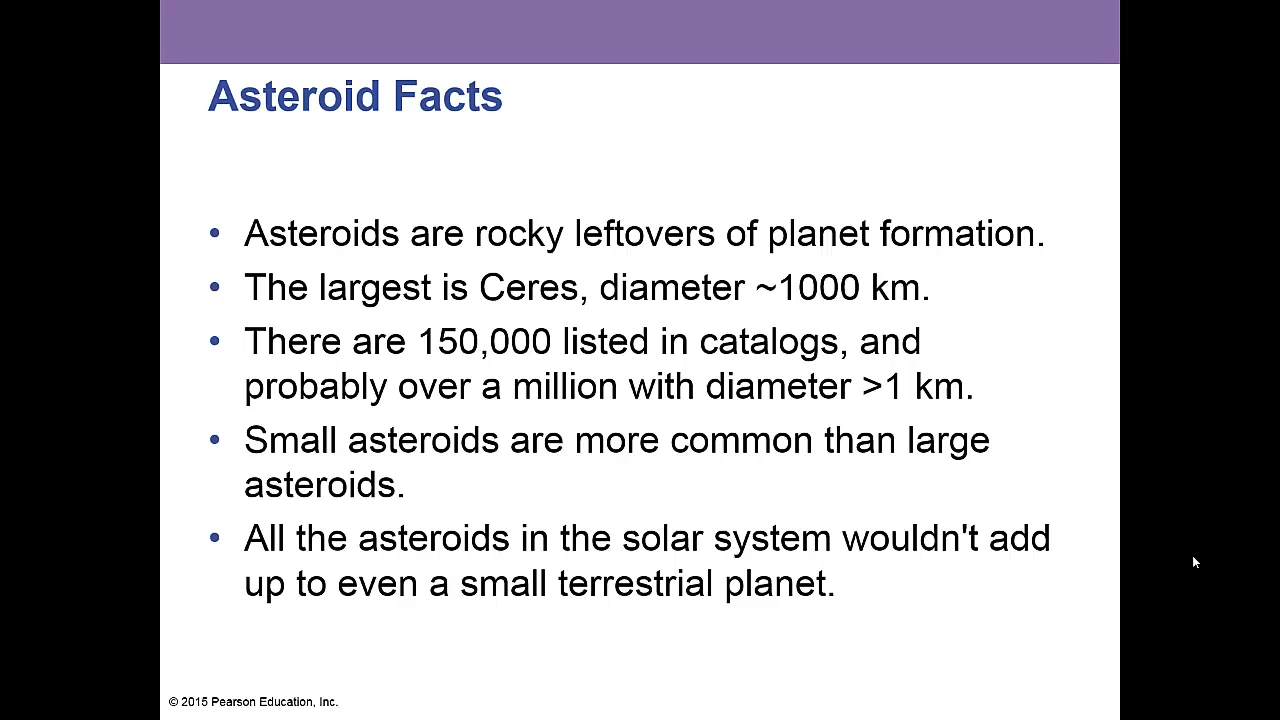 Asteroid Facts
• Asteroids are rocky leftovers of planet formation.
• The largest is Ceres, diameter ~1000 km.
• There are 150,000 listed in catalogs, and
probably over a million with diameter >1 km.
• Small asteroids are more common than large
asteroids.
• All the asteroids in the solar system wouldn't add
up to even a small terrestrial planet.
© 2015 Pearson Education, Inc.